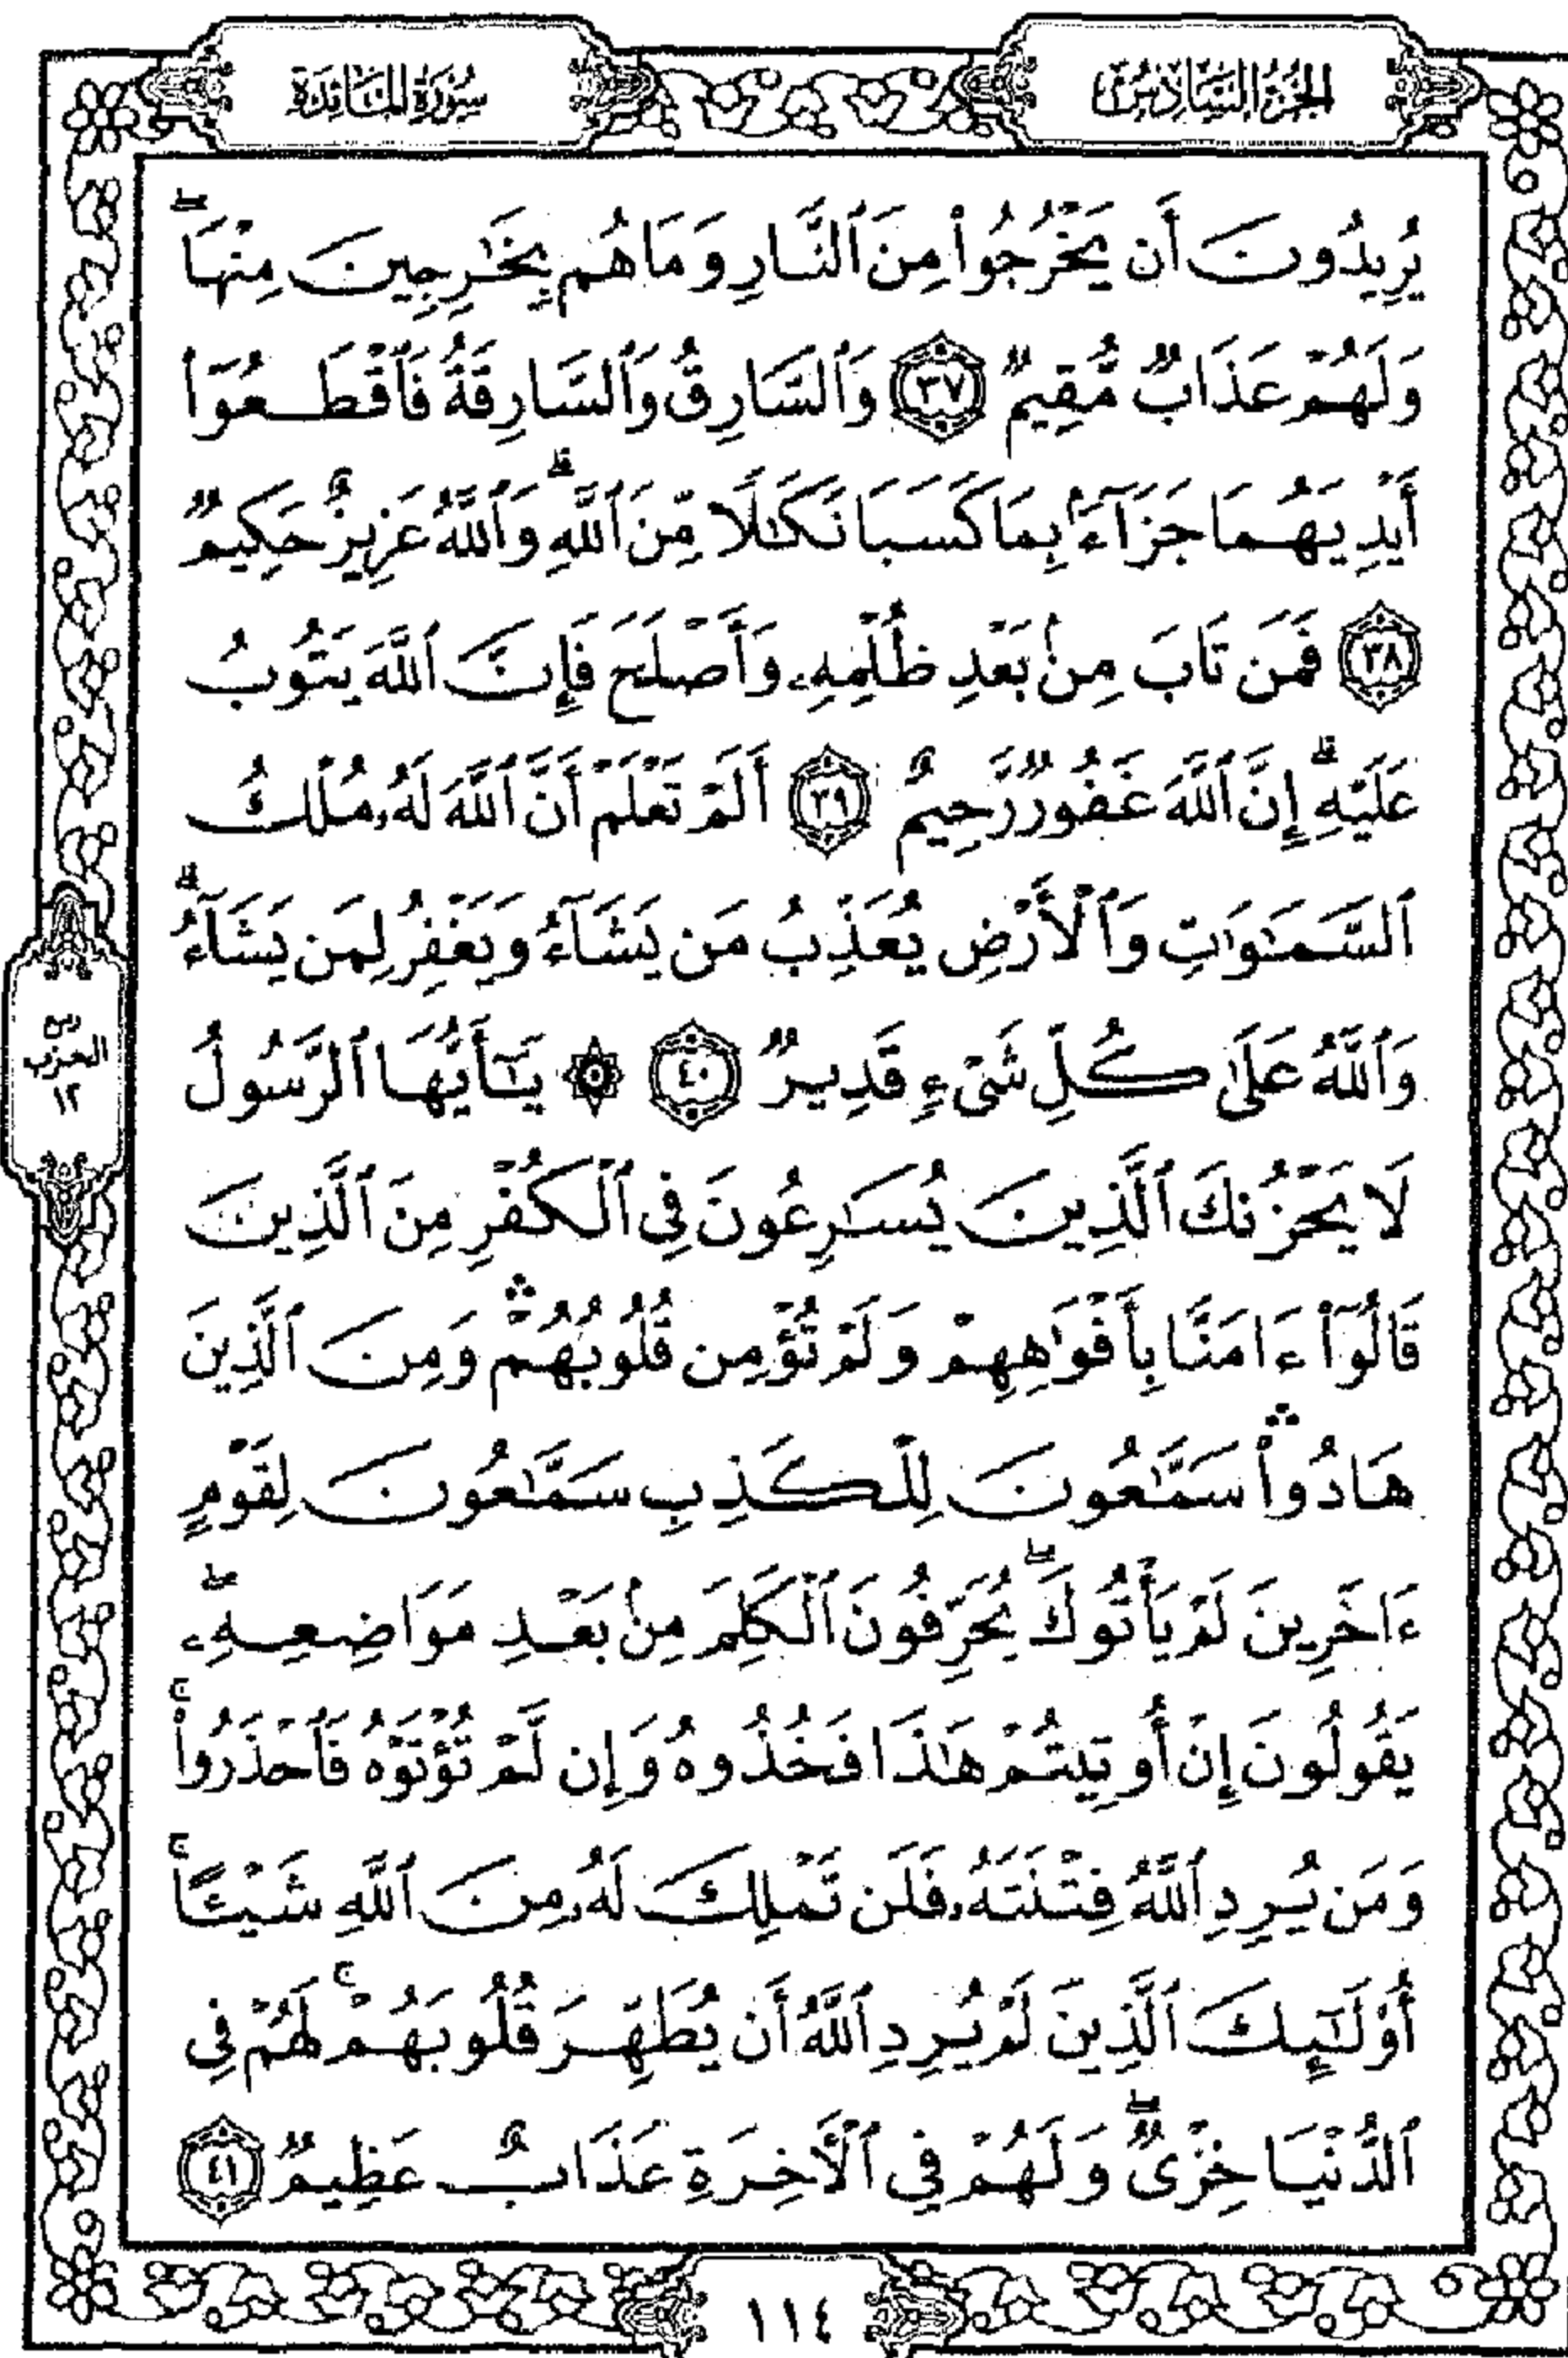 الجزء السادس
سورة المائدة
يُرِيدُونَ أَن يَخْرُجُوا۟ مِنَ ٱلنَّارِ وَمَا هُم بِخَٰرِجِينَ مِنْهَا ۖ
وَلَهُمْ عَذَابٌ مُّقِيمٌ ٣٧ وَٱلسَّارِقُ وَٱلسَّارِقَةُ فَٱقْطَعُوٓا۟
أَيْدِيَهُمَا جَزَآءًۢ بِمَا كَسَبَا نَكَٰلًا مِّنَ ٱللَّهِ ۗ وَٱللَّهُ عَزِيزٌ حَكِيمٌ
٣٨ فَمَن تَابَ مِنۢ بَعْدِ ظُلْمِهِۦ وَأَصْلَحَ فَإِنَّ ٱللَّهَ يَتُوبُ
عَلَيْهِ ۗ إِنَّ ٱللَّهَ غَفُورٌ رَّحِيمٌ ٣٩ أَلَمْ تَعْلَمْ أَنَّ ٱللَّهَ لَهُۥ مُلْكُ
ٱلسَّمَٰوَٰتِ وَٱلْأَرْضِ يُعَذِّبُ مَن يَشَآءُ وَيَغْفِرُ لِمَن يَشَآءُ ۗ
وَٱللَّهُ عَلَىٰ كُلِّ شَىْءٍ قَدِيرٌ ٤٠ ۞ يَٰٓأَيُّهَا ٱلرَّسُولُ
لَا يَحْزُنكَ ٱلَّذِينَ يُسَٰرِعُونَ فِى ٱلْكُفْرِ مِنَ ٱلَّذِينَ
قَالُوٓا۟ ءَامَنَّا بِأَفْوَٰهِهِمْ وَلَمْ تُؤْمِن قُلُوبُهُمْ ۛ وَمِنَ ٱلَّذِينَ
هَادُوا۟ ۛ سَمَّٰعُونَ لِلْكَذِبِ سَمَّٰعُونَ لِقَوْمٍ
ءَاخَرِينَ لَمْ يَأْتُوكَ ۖ يُحَرِّفُونَ ٱلْكَلِمَ مِنۢ بَعْدِ مَوَاضِعِهِۦ ۖ
يَقُولُونَ إِنْ أُوتِيتُمْ هَٰذَا فَخُذُوهُ وَإِن لَّمْ تُؤْتَوْهُ فَٱحْذَرُوا۟ ۚ
وَمَن يُرِدِ ٱللَّهُ فِتْنَتَهُۥ فَلَن تَمْلِكَ لَهُۥ مِنَ ٱللَّهِ شَيْـًٔا ۚ
أُو۟لَٰٓئِكَ ٱلَّذِينَ لَمْ يُرِدِ ٱللَّهُ أَن يُطَهِّرَ قُلُوبَهُمْ ۚ لَهُمْ فِى
ٱلدُّنْيَا خِزْىٌ ۖ وَلَهُمْ فِى ٱلْءَاخِرَةِ عَذَابٌ عَظِيمٌ ٤١
ربع
الحزب
١٢
١١٤